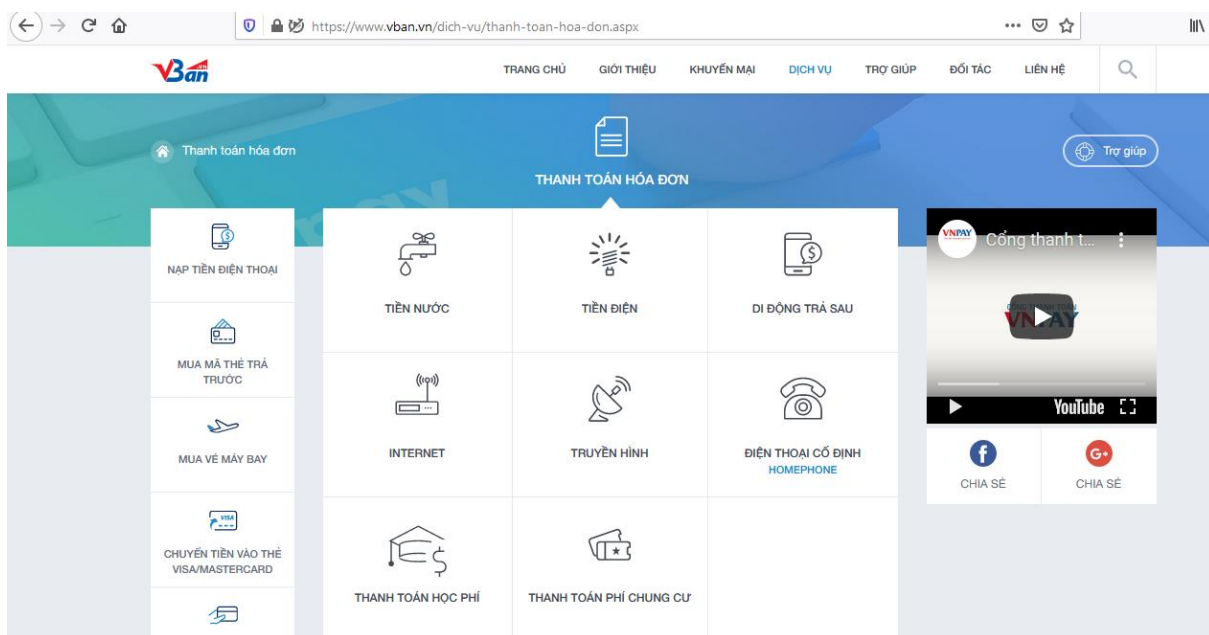 https://www.vban.vn/dich-vu/thanh-toan-hoa-don.aspx
VBan.vn
TRANG CHỦ GIỚI THIỆU KHUYẾN MẠI DỊCH VỤ TRỢ GIÚP ĐỐI TÁC LIÊN HỆ
Thanh toán hóa đơn
THANH TOÁN HÓA ĐƠN
Trợ giúp
NẠP TIỀN ĐIỆN THOẠI
MUA MÃ THẺ TRẢ
TRƯỚC
MUA VÉ MÁY BAY
CHUYỂN TIỀN VÀO THẺ
VISA/MASTERCARD
TIỀN NƯỚC
TIỀN ĐIỆN
DI ĐỘNG TRẢ SAU
INTERNET
TRUYỀN HÌNH
ĐIỆN THOẠI CỐ ĐỊNH
HOMEPHONE
THANH TOÁN HỌC PHÍ
THANH TOÁN PHÍ CHUNG CƯ
VNPAY
Cổng thanh t...
VNPAY
YouTube
CHIA SẺ
CHIA SẺ